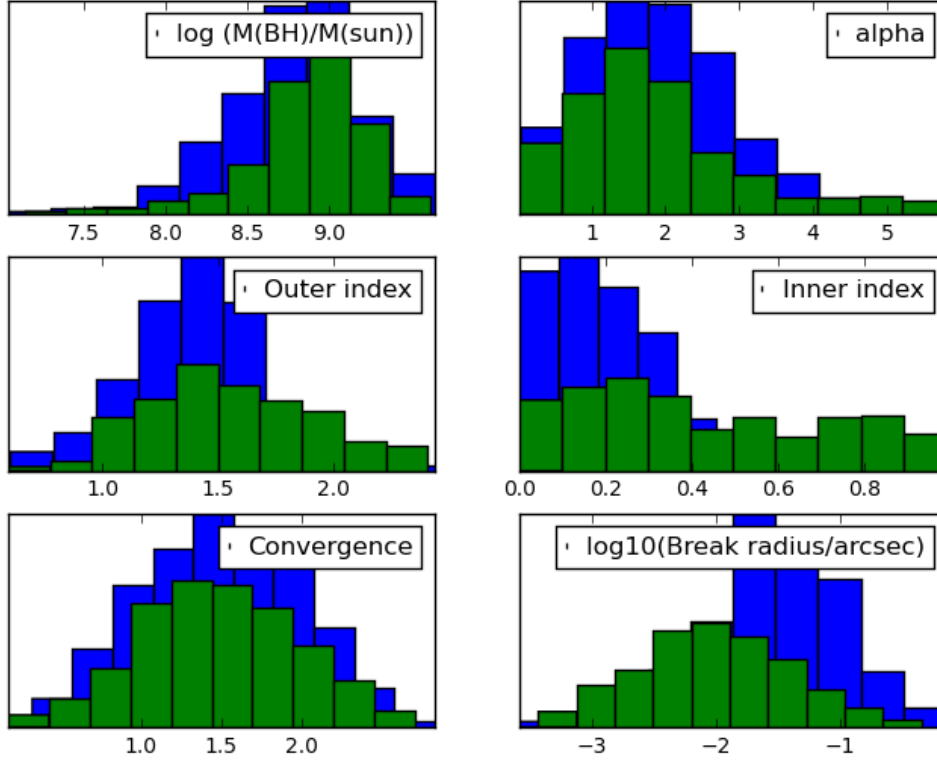 log (M(BH)/M(sun))
7.5 8.0 8.5 9.0
alpha
1 2 3 4 5
Outer index
1.0 1.5 2.0
Inner index
0.0 0.2 0.4 0.6 0.8
Convergence
1.0 1.5 2.0
log10(Break radius/arcsec)
−3 −2 −1